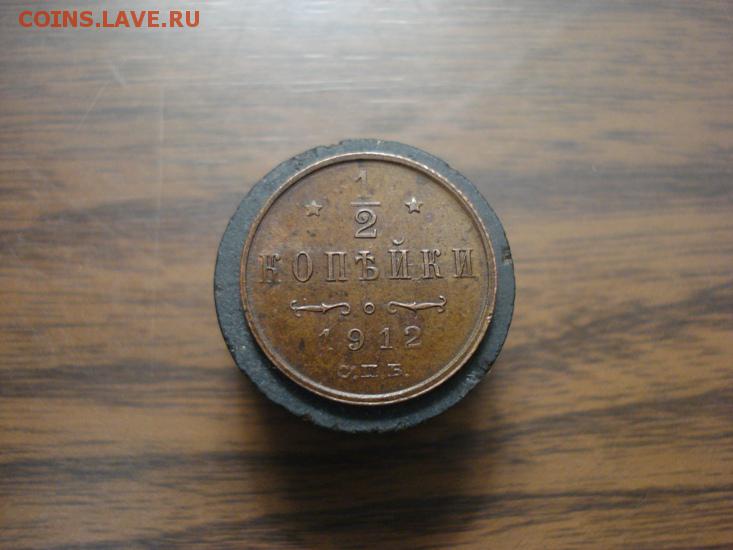 COINS.LAVE.RU
1
2
КОПѢЙКИ
1912
С.П.Б.